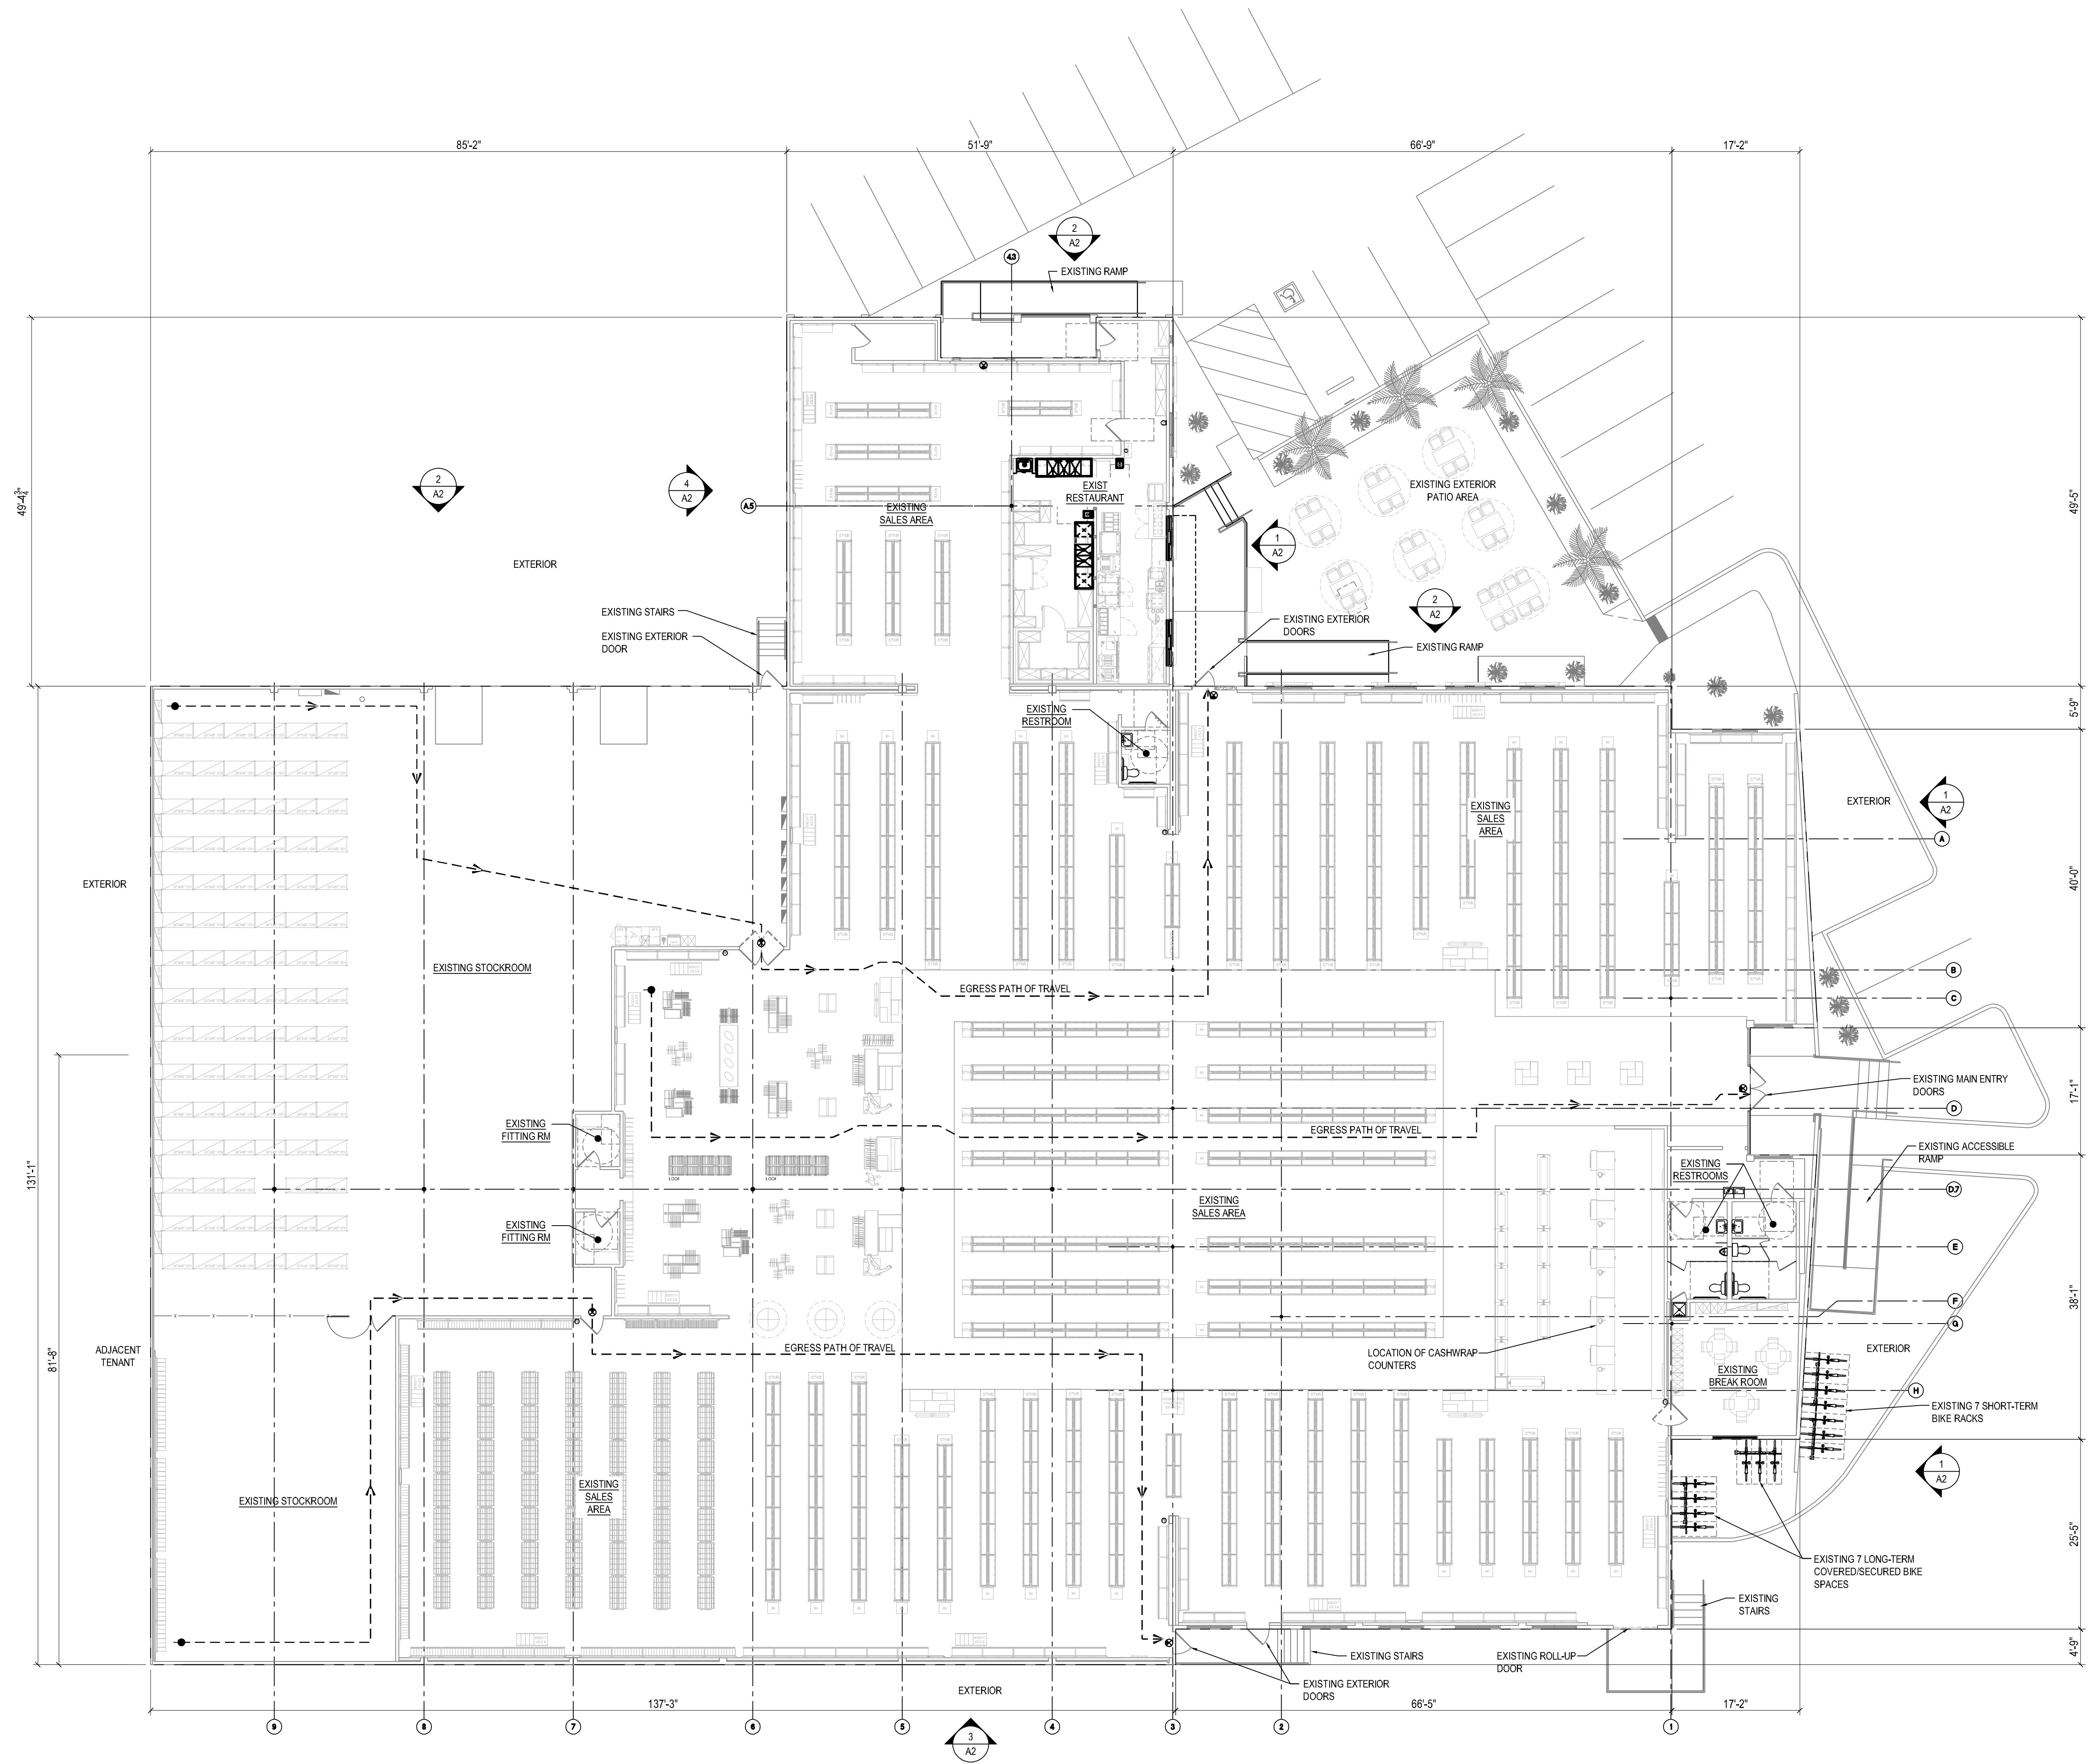 85'-2"
51'-9"
66'-9"
17'-2"
2
A2
4.3
EXISTING RAMP
49'-4¾"
49'-5"
2
A2
4
A2
A.5
EXISTING
SALES AREA
EXIST
RESTAURANT
EXISTING EXTERIOR
PATIO AREA
1
A2
EXTERIOR
2
A2
EXISTING STAIRS
EXISTING EXTERIOR
DOOR
EXISTING EXTERIOR
DOORS
EXISTING RAMP
EXISTING
RESTROOM
5'-9"
EXISTING
SALES
AREA
EXTERIOR
1
A2
A
EXTERIOR
40'-0"
EXISTING STOCKROOM
B
EGRESS PATH OF TRAVEL
C
EXISTING MAIN ENTRY
DOORS
17'-1"
D
EXISTING
FITTING RM
EGRESS PATH OF TRAVEL
EXISTING ACCESSIBLE
RAMP
131'-1"
EXISTING
RESTROOMS
LOOK
LOOK
D.7
EXISTING
SALES AREA
EXISTING
FITTING RM
E
F
38'-1"
G
EGRESS PATH OF TRAVEL
LOCATION OF CASHWRAP
COUNTERS
EXTERIOR
ADJACENT
TENANT
81'-8"
EXISTING
BREAK ROOM
H
EXISTING 7 SHORT-TERM
BIKE RACKS
1
A2
EXISTING
SALES
AREA
EXISTING STOCKROOM
25'-5"
EXISTING 7 LONG-TERM
COVERED/SECURED BIKE
SPACES
EXISTING
STAIRS
4'-9"
EXISTING STAIRS
EXISTING ROLL-UP
DOOR
EXISTING EXTERIOR
DOORS
EXTERIOR
137'-3"
66'-5"
17'-2"
9
8
7
6
5
4
3
2
1
3
A2